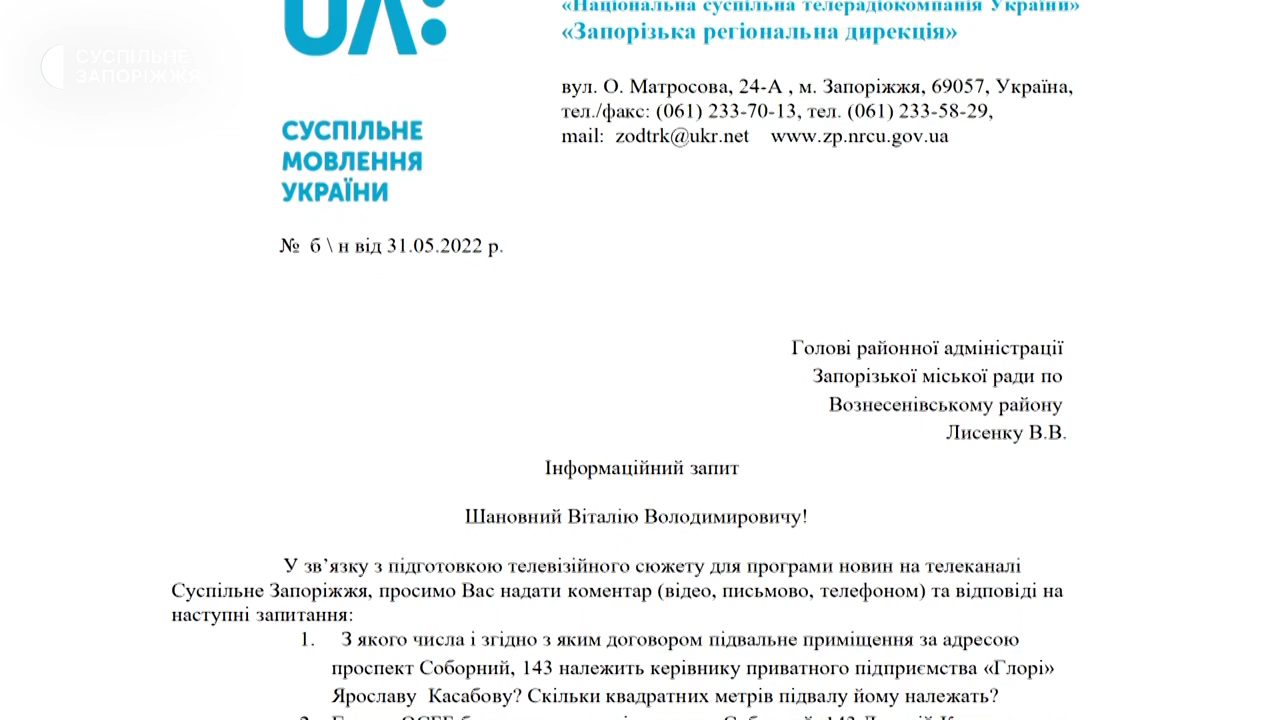 СУСПІЛЬНЕ
ЗАПОРІЖЖЯ
UA:
СУСПІЛЬНЕ
МОВЛЕННЯ
УКРАЇНИ
«Національна суспільна телерадіокомпанія України»
«Запорізька регіональна дирекція»
вул. О. Матросова, 24-А , м. Запоріжжя, 69057, Україна,
тел./факс: (061) 233-70-13, тел. (061) 233-58-29,
mail: zodtrk@ukr.net www.zp.nrcu.gov.ua
№ б \ н від 31.05.2022 р.
Голові районної адміністрації
Запорізької міської ради по
Вознесенівському району
Лисенку В.В.
Інформаційний запит
Шановний Віталію Володимировичу!
У зв’язку з підготовкою телевізійного сюжету для програми новин на телеканалі
Суспільне Запоріжжя, просимо Вас надати коментар (відео, письмово, телефоном) та відповіді на
наступні запитання:
1. З якого числа і згідно з яким договором підвальне приміщення за адресою
проспект Соборний, 143 належить керівнику приватного підприємства «Глорі»
Ярославу Касабову? Скільки квадратних метрів підвалу йому належать?